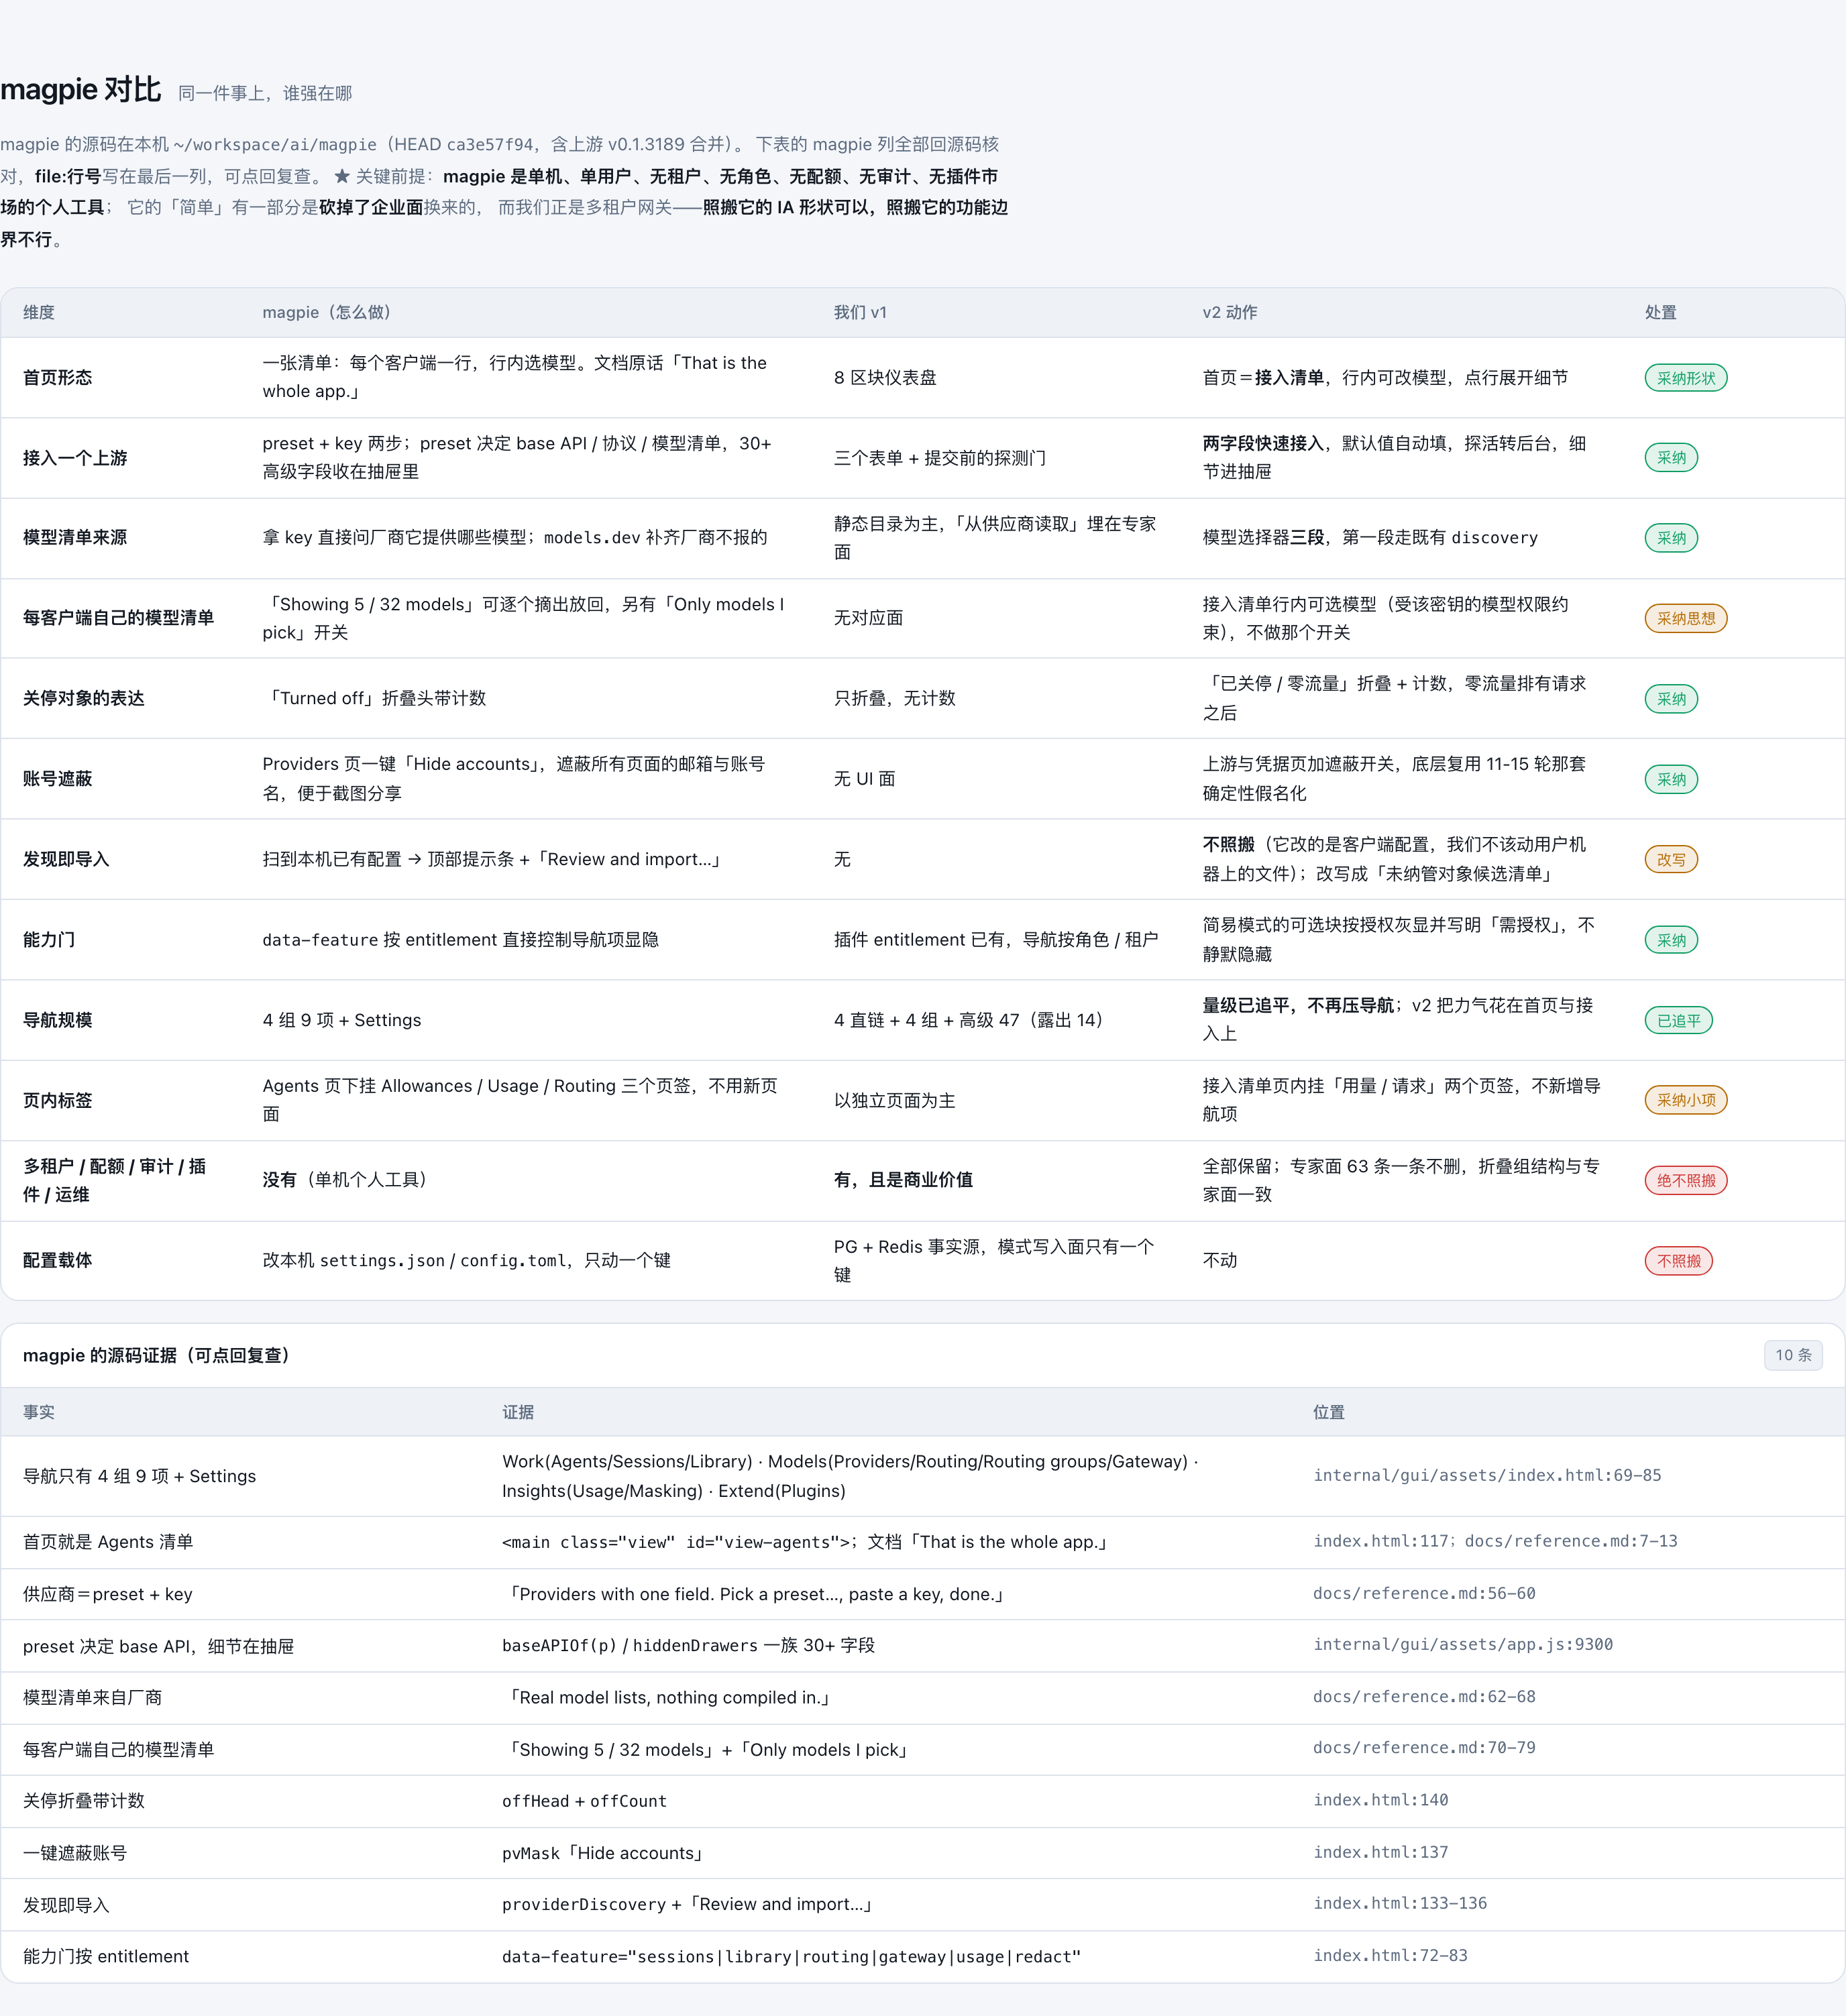 magpie 对比 同一件事上，谁强在哪
magpie 的源码在本机 ~/workspace/ai/magpie（HEAD ca3e57f94，含上游 v0.1.3189 合并）。 下表的 magpie 列全部回源码核
对，file:行号写在最后一列，可点回复查。 ★ 关键前提：magpie 是单机、单用户、无租户、无角色、无配额、无审计、无插件市
场的个人工具； 它的「简单」有一部分是砍掉了企业面换来的， 而我们正是多租户网关——照搬它的 IA 形状可以，照搬它的功能边
界不行。
维度 magpie（怎么做） 我们 v1 v2 动作 处置
首页形态 一张清单：每个客户端一行，行内选模型。文档原话「That is the
whole app.」 8 区块仪表盘 首页＝接入清单，行内可改模型，点行展开细节 采纳形状
接入一个上游 preset + key 两步；preset 决定 base API / 协议 / 模型清单，30+
高级字段收在抽屉里 三个表单 + 提交前的探测门 两字段快速接入，默认值自动填，探活转后台，细
节进抽屉 采纳
模型清单来源 拿 key 直接问厂商它提供哪些模型；models.dev 补齐厂商不报的 静态目录为主，「从供应商读取」埋在专家
面 模型选择器三段，第一段走既有 discovery 采纳
每客户端自己的模型清单 「Showing 5 / 32 models」可逐个摘出放回，另有「Only models I
pick」开关 无对应面 接入清单行内可选模型（受该密钥的模型权限约
束），不做那个开关 采纳思想
关停对象的表达 「Turned off」折叠头带计数 只折叠，无计数 「已关停 / 零流量」折叠 + 计数，零流量排有请求
之后 采纳
账号遮蔽 Providers 页一键「Hide accounts」，遮蔽所有页面的邮箱与账号
名，便于截图分享 无 UI 面 上游与凭据页加遮蔽开关，底层复用 11-15 轮那套
确定性假名化 采纳
发现即导入 扫到本机已有配置 → 顶部提示条 +「Review and import…」 无 不照搬（它改的是客户端配置，我们不该动用户机
器上的文件）；改写成「未纳管对象候选清单」 改写
能力门 data-feature 按 entitlement 直接控制导航项显隐 插件 entitlement 已有，导航按角色 / 租户 简易模式的可选块按授权灰显并写明「需授权」，不
静默隐藏 采纳
导航规模 4 组 9 项 + Settings 4 直链 + 4 组 + 高级 47（露出 14） 量级已追平，不再压导航；v2 把力气花在首页与接
入上 已追平
页内标签 Agents 页下挂 Allowances / Usage / Routing 三个页签，不用新页
面 以独立页面为主 接入清单页内挂「用量 / 请求」两个页签，不新增导
航项 采纳小项
多租户 / 配额 / 审计 / 插
件 / 运维 没有（单机个人工具） 有，且是商业价值 全部保留；专家面 63 条一条不删，折叠组结构与专
家面一致 绝不照搬
配置载体 改本机 settings.json / config.toml，只动一个键 PG + Redis 事实源，模式写入面只有一个
键 不动 不照搬
magpie 的源码证据（可点回复查） 10 条
事实 证据 位置
导航只有 4 组 9 项 + Settings Work(Agents/Sessions/Library) · Models(Providers/Routing/Routing groups/Gateway) ·
Insights(Usage/Masking) · Extend(Plugins) internal/gui/assets/index.html:69-85
首页就是 Agents 清单 <main class="view" id="view-agents">；文档「That is the whole app.」 index.html:117；docs/reference.md:7-13
供应商＝preset + key 「Providers with one field. Pick a preset…, paste a key, done.」 docs/reference.md:56-60
preset 决定 base API，细节在抽屉 baseAPIOf(p) / hiddenDrawers 一族 30+ 字段 internal/gui/assets/app.js:9300
模型清单来自厂商 「Real model lists, nothing compiled in.」 docs/reference.md:62-68
每客户端自己的模型清单 「Showing 5 / 32 models」+「Only models I pick」 docs/reference.md:70-79
关停折叠带计数 offHead + offCount index.html:140
一键遮蔽账号 pvMask「Hide accounts」 index.html:137
发现即导入 providerDiscovery +「Review and import…」 index.html:133-136
能力门按 entitlement data-feature="sessions|library|routing|gateway|usage|redact" index.html:72-83